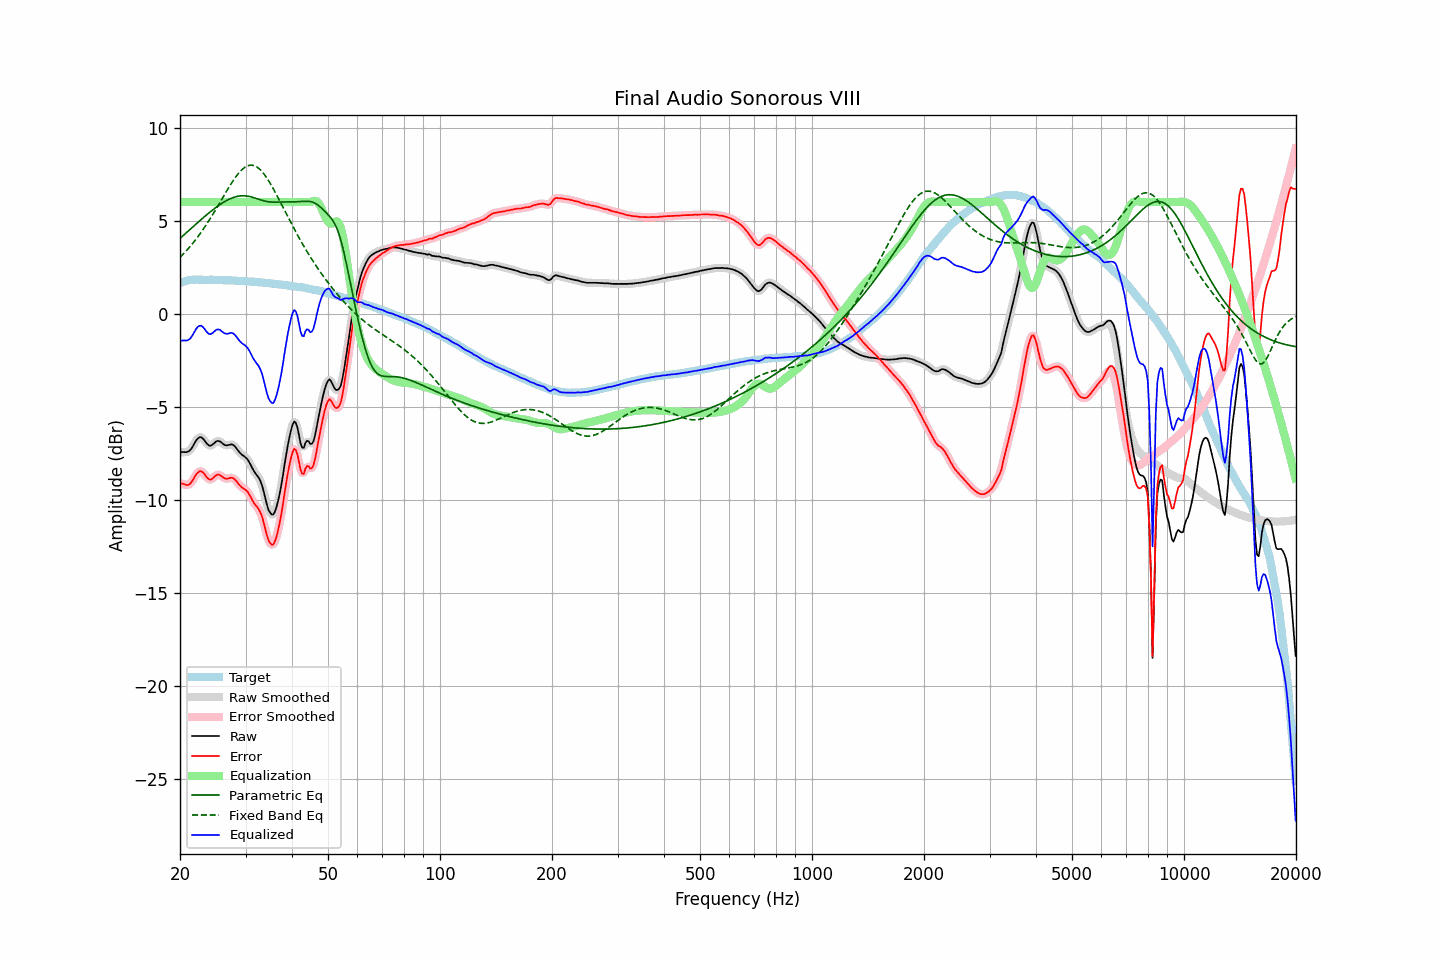 Final Audio Sonorous VIII
10
5
0
−5
−10
−15
−20
−25
Amplitude (dBr)
Target
Raw Smoothed
Error Smoothed
Raw
Error
Equalization
Parametric Eq
Fixed Band Eq
Equalized
20 50 100 200 500 1000 2000 5000 10000 20000
Frequency (Hz)